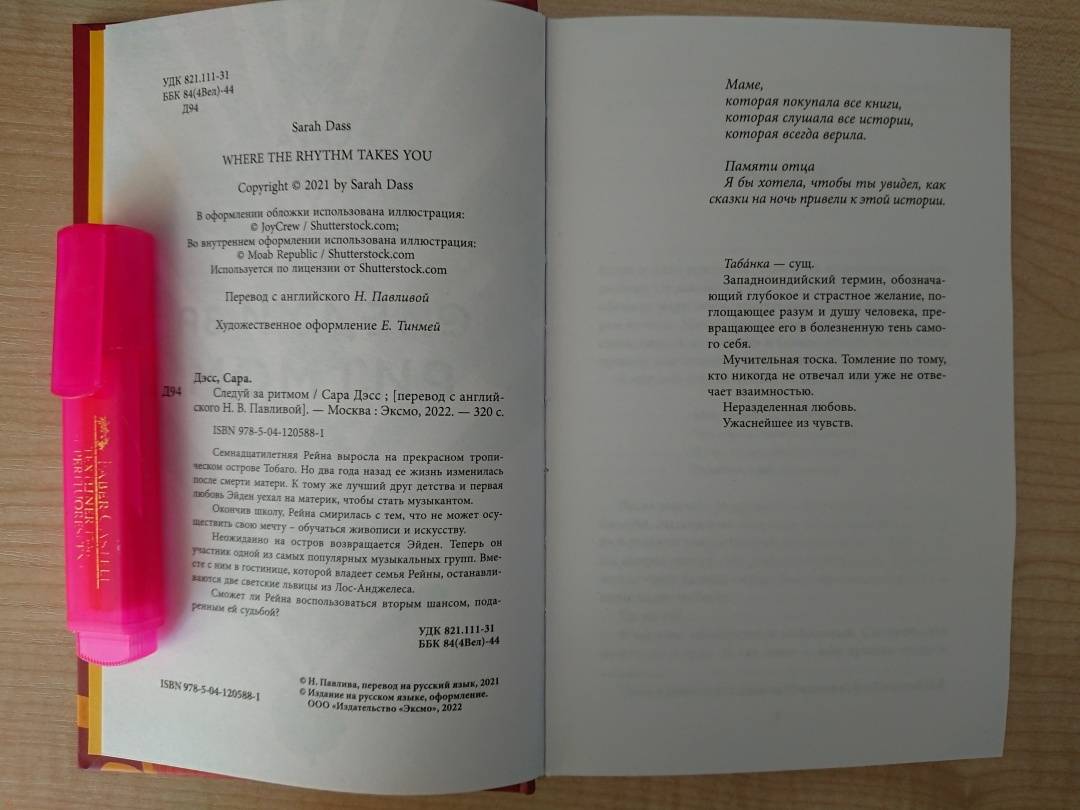 УДК 821.111-31
ББК 84(4Вел)-44
Д94
Sarah Dass
WHERE THE RHYTHM TAKES YOU
Copyright © 2021 by Sarah Dass
В оформлении обложки использована иллюстрация:
© JoyCrew / Shutterstock.com;
Во внутреннем оформлении использована иллюстрация:
© Moab Republic / Shutterstock.com
Используется по лицензии от Shutterstock.com
Перевод с английского Н. Павливой
Художественное оформление Е. Тинмей
Дэсс, Сара.
Д94 Следуй за ритмом / Сара Дэсс ; [перевод с англий-
ского Н. В. Павливой]. — Москва : Эксмо, 2022. — 320 с.
ISBN 978-5-04-120588-1
Семнадцатилетняя Рейна выросла на прекрасном тропи-
ческом острове Тобаго. Но два года назад ее жизнь изменилась
после смерти матери. К тому же лучший друг детства и первая
любовь Эйден уехал на материк, чтобы стать музыкантом.
Окончив школу, Рейна смирилась с тем, что не может осу-
ществить свою мечту – обучаться живописи и искусству.
Неожиданно на остров возвращается Эйден. Теперь он
участник одной из самых популярных музыкальных групп. Вме-
сте с ним в гостинице, которой владеет семья Рейны, останавли-
ваются две светские львицы из Лос-Анджелеса.
Сможет ли Рейна воспользоваться вторым шансом, пода-
ренным ей судьбой?
УДК 821.111-31
ББК 84(4Вел)-44
© Н. Павлива, перевод на русский язык, 2021
© Издание на русском языке, оформление.
ООО «Издательство «Эксмо», 2022
ISBN 978-5-04-120588-1
FABER-CASTELL
TEXTLINER
Маме,
которая покупала все книги,
которая слушала все истории,
которая всегда верила.
Памяти отца
Я бы хотела, чтобы ты увидел, как
сказки на ночь привели к этой истории.
Таба́нка — сущ.
Западноиндийский термин, обознача-
ющий глубокое и страстное желание, по-
глощающее разум и душу человека, пре-
вращающее его в болезненную тень само-
го себя.
Мучительная тоска. Томление по тому,
кто никогда не отвечал или уже не отве-
чает взаимностью.
Неразделенная любовь.
Ужаснейшее из чувств.